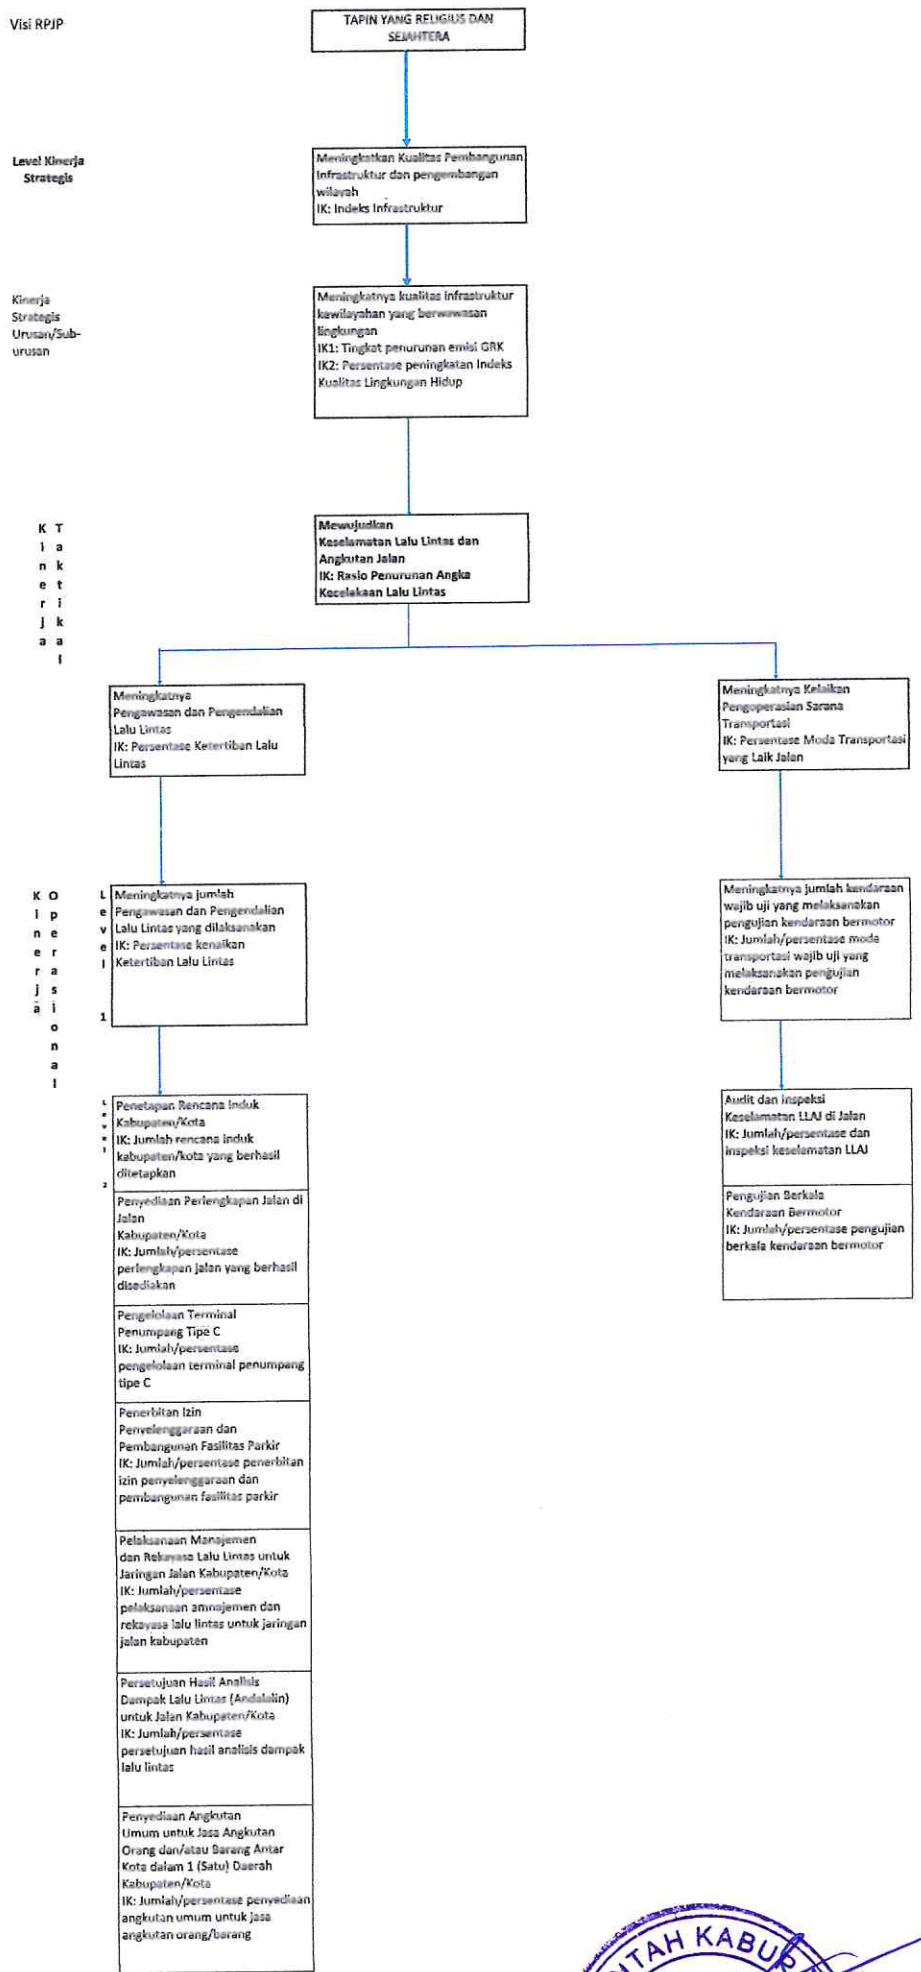 Visi RPJP
TAPIN YANG RELIGIUS DAN
SEJAHTERA
Level Kinerja
Strategis
Meningkatkan Kualitas Pembangunan
Infrastruktur dan pengembangan
wilayah
IK: Indeks Infrastruktur
Kinerja
Strategis
Urusan/Sub-
urusan
Meningkatnya kualitas infrastruktur
kewilayahan yang berwawasan
lingkungan
IK1: Tingkat penurunan emisi GRK
IK2: Persentase peningkatan Indeks
Kualitas Lingkungan Hidup
Kinerja
Taktikal
Mewujudkan
Keselamatan Lalu Lintas dan
Angkutan Jalan
IK: Rasio Penurunan Angka
Kecelakaan Lalu Lintas
Meningkatnya
Pengawasan dan Pengendalian
Lalu Lintas
IK: Persentase Ketertiban Lalu
Lintas
Meningkatnya Kelaikan
Pengoperasian Sarana
Transportasi
IK: Persentase Moda Transportasi
yang Laik Jalan
Kinerja
Operasional
Level 1
Meningkatnya jumlah
Pengawasan dan Pengendalian
Lalu Lintas yang dilaksanakan
IK: Persentase kenaikan
Ketertiban Lalu Lintas
Meningkatnya jumlah kendaraan
wajib uji yang melaksanakan
pengujian kendaraan bermotor
IK: Jumlah/persentase moda
transportasi wajib uji yang
melaksanakan pengujian
kendaraan bermotor
Level 2
Penetapan Rencana Induk
Kabupaten/Kota
IK: Jumlah rencana induk
kabupaten/kota yang berhasil
ditetapkan
Penyediaan Perlengkapan Jalan di
Jalan
Kabupaten/Kota
IK: Jumlah/persentase
perlengkapan jalan yang berhasil
disediakan
Pengelolaan Terminal
Penumpang Tipe C
IK: Jumlah/persentase
pengelolaan terminal penumpang
tipe C
Penerbitan Izin
Penyelenggaraan dan
Pembangunan Fasilitas Parkir
IK: Jumlah/persentase penerbitan
izin penyelenggaraan dan
pembangunan fasilitas parkir
Pelaksanaan Manajemen
dan Rekayasa Lalu Lintas untuk
Jaringan Jalan Kabupaten/Kota
IK: Jumlah/persentase
pelaksanaan amnajemen dan
rekayasa lalu lintas untuk jaringan
jalan kabupaten
Persetujuan Hasil Analisis
Dampak Lalu Lintas (Andalalin)
untuk Jalan Kabupaten/Kota
IK: Jumlah/persentase
persetujuan hasil analisis dampak
lalu lintas
Penyediaan Angkutan
Umum untuk Jasa Angkutan
Orang dan/atau Barang Antar
Kota dalam 1 (Satu) Daerah
Kabupaten/Kota
IK: Jumlah/persentase penyediaan
angkutan umum untuk jasa
angkutan orang/barang
Audit dan Inspeksi
Keselamatan LLAJ di Jalan
IK: Jumlah/persentase dan
inspeksi keselamatan LLAJ
Pengujian Berkala
Kendaraan Bermotor
IK: Jumlah/persentase pengujian
berkala kendaraan bermotor